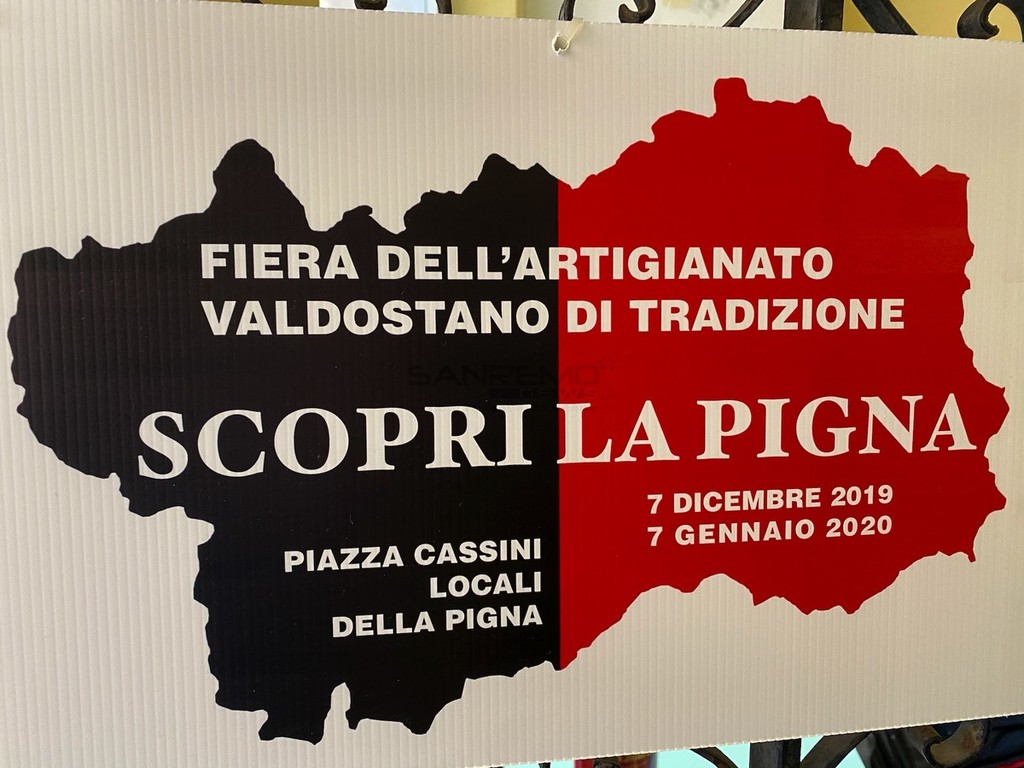 FIERA DELL'ARTIGIANATO
VALDOSTANO DI TRADIZIONE
SANREMO
SCOPRI LA PIGNA
7 DICEMBRE 2019
7 GENNAIO 2020
PIAZZA CASSINI
LOCALI
DELLA PIGNA